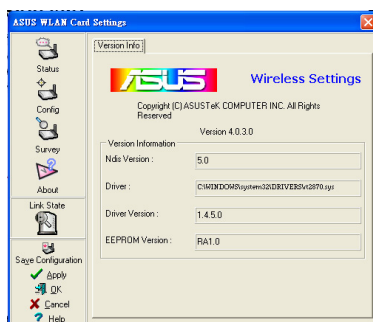 ASUS WLAN Card Settings
Status
Config
Survey
About
Link State
Save Configuration
Apply
OK
Cancel
Help
Version Info
ASUS
Wireless Settings
Copyright (C) ASUSTeK COMPUTER INC. All Rights
Reserved
Version 4.0.3.0
Version Information
Ndis Version :
5.0
Driver :
C:\WINDOWS\system32\DRIVERS\rt2870.sys
Driver Version :
1.4.5.0
EEPROM Version :
RA1.0